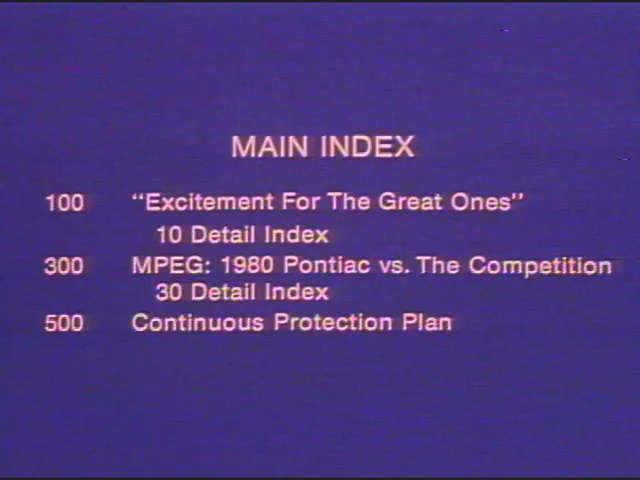 MAIN INDEX
100 “Excitement For The Great Ones”
10 Detail Index
300 MPEG: 1980 Pontiac vs. The Competition
30 Detail Index
500 Continuous Protection Plan